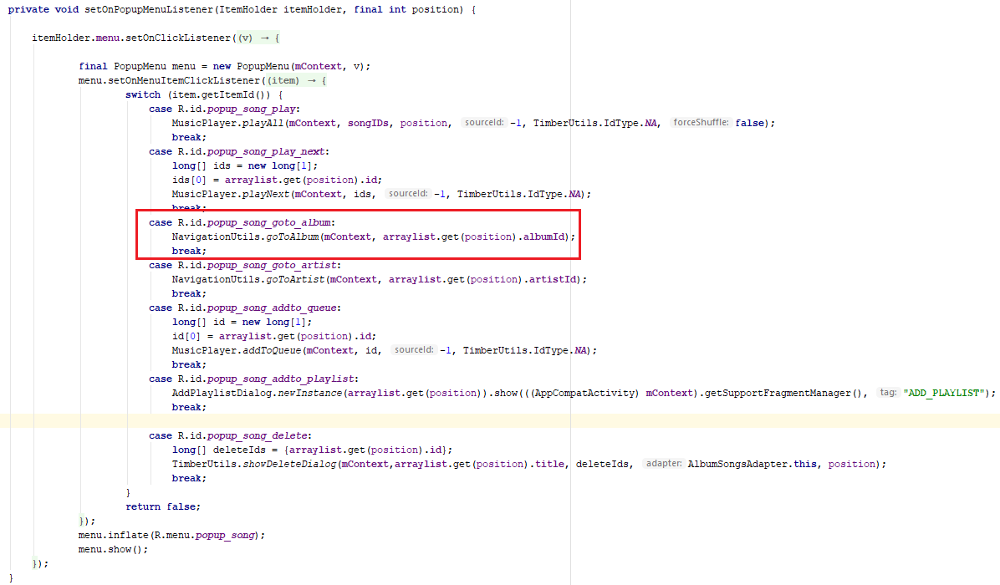 private void setOnPopupMenuListener(ItemHolder itemHolder, final int position) {
itemHolder.menu.setOnClickListener((v) → {
final PopupMenu menu = new PopupMenu(mContext, v);
menu.setOnMenuItemClickListener((item) → {
switch (item.getItemId()) {
case R.id.popup_song_play:
MusicPlayer.playAll(mContext, songIDs, position, sourceId: -1, TimberUtils.IdType.NA, forceShuffle: false);
break;
case R.id.popup_song_play_next:
long[] ids = new long[1];
ids[0] = arraylist.get(position).id;
MusicPlayer.playNext(mContext, ids, sourceId: -1, TimberUtils.IdType.NA);
break;
case R.id.popup_song_goto_album:
NavigationUtils.goToAlbum(mContext, arraylist.get(position).albumId);
break;
case R.id.popup_song_goto_artist:
NavigationUtils.goToArtist(mContext, arraylist.get(position).artistId);
break;
case R.id.popup_song_addto_queue:
long[] id = new long[1];
id[0] = arraylist.get(position).id;
MusicPlayer.addToQueue(mContext, id, sourceId: -1, TimberUtils.IdType.NA);
break;
case R.id.popup_song_addto_playlist:
AddPlaylistDialog.newInstance(arraylist.get(position)).show(((AppCompatActivity) mContext).getSupportFragmentManager(), tag: "ADD_PLAYLIST");
break;
case R.id.popup_song_delete:
long[] deleteIds = {arraylist.get(position).id};
TimberUtils.showDeleteDialog(mContext,arraylist.get(position).title, deleteIds, adapter: AlbumSongsAdapter.this, position);
break;
}
return false;
});
menu.inflate(R.menu.popup_song);
menu.show();
});
}